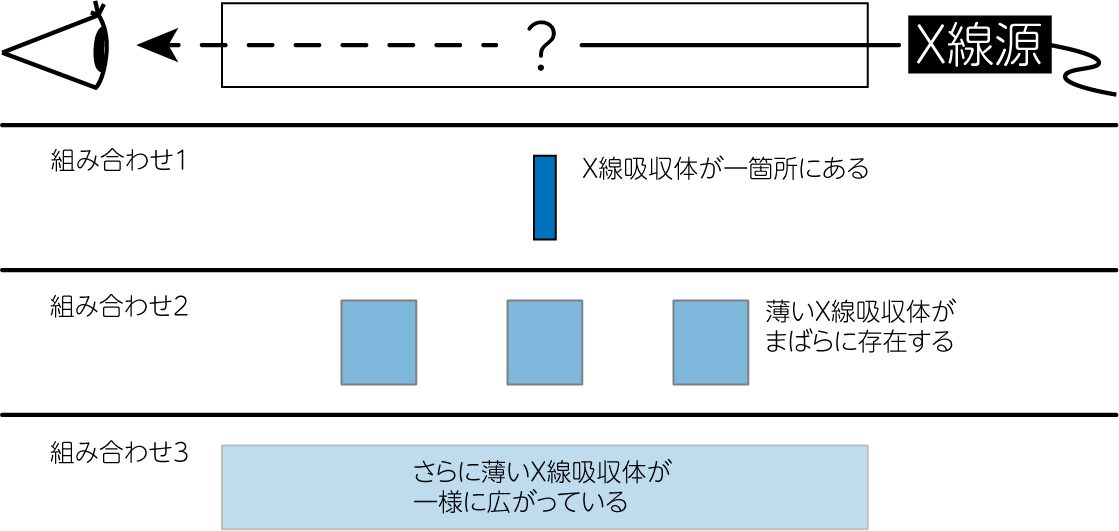 ?
X線源
組み合わせ1
X線吸収体が一箇所にある
組み合わせ2
薄いX線吸収体が
まばらに存在する
組み合わせ3
さらに薄いX線吸収体が
一様に広がっている